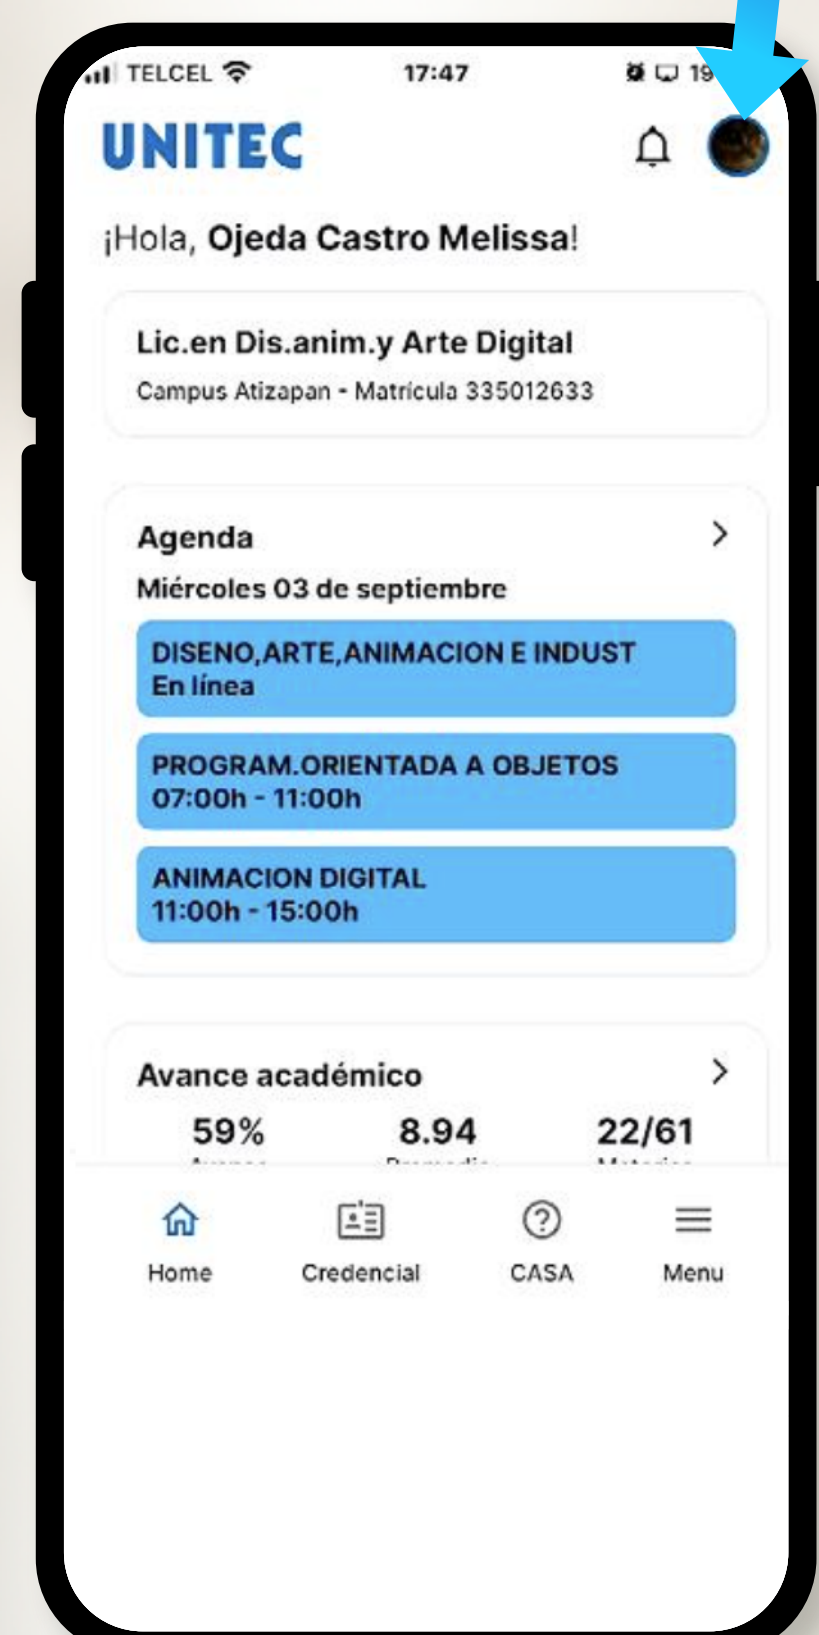 TELCEL 17:47
UNITEC
¡Hola, Ojeda Castro Melissa!
Lic.en Dis.anim.y Arte Digital
Campus Atizapan - Matrícula 335012633
Agenda
Miércoles 03 de septiembre
DISENO,ARTE,ANIMACION E INDUST
En línea
PROGRAM.ORIENTADA A OBJETOS
07:00h - 11:00h
ANIMACION DIGITAL
11:00h - 15:00h
Avance académico
59% 8.94 22/61
Home Credencial CASA Menu